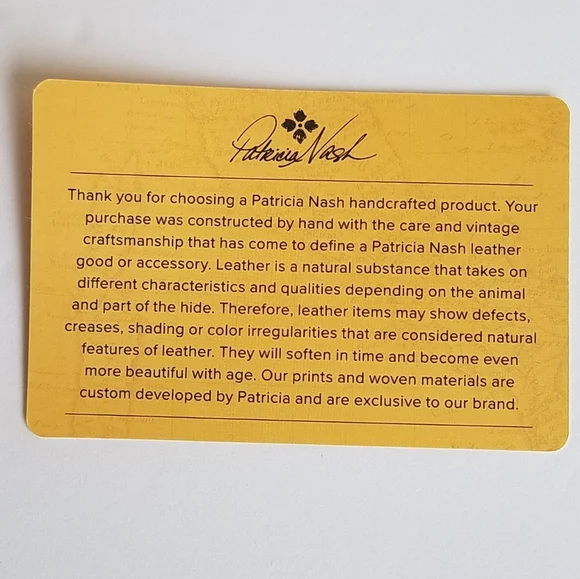 Patricia Nash
Thank you for choosing a Patricia Nash handcrafted product. Your
purchase was constructed by hand with the care and vintage
craftsmanship that has come to define a Patricia Nash leather
good or accessory. Leather is a natural substance that takes on
different characteristics and qualities depending on the animal
and part of the hide. Therefore, leather items may show defects,
creases, shading or color irregularities that are considered natural
features of leather. They will soften in time and become even
more beautiful with age. Our prints and woven materials are
custom developed by Patricia and are exclusive to our brand.